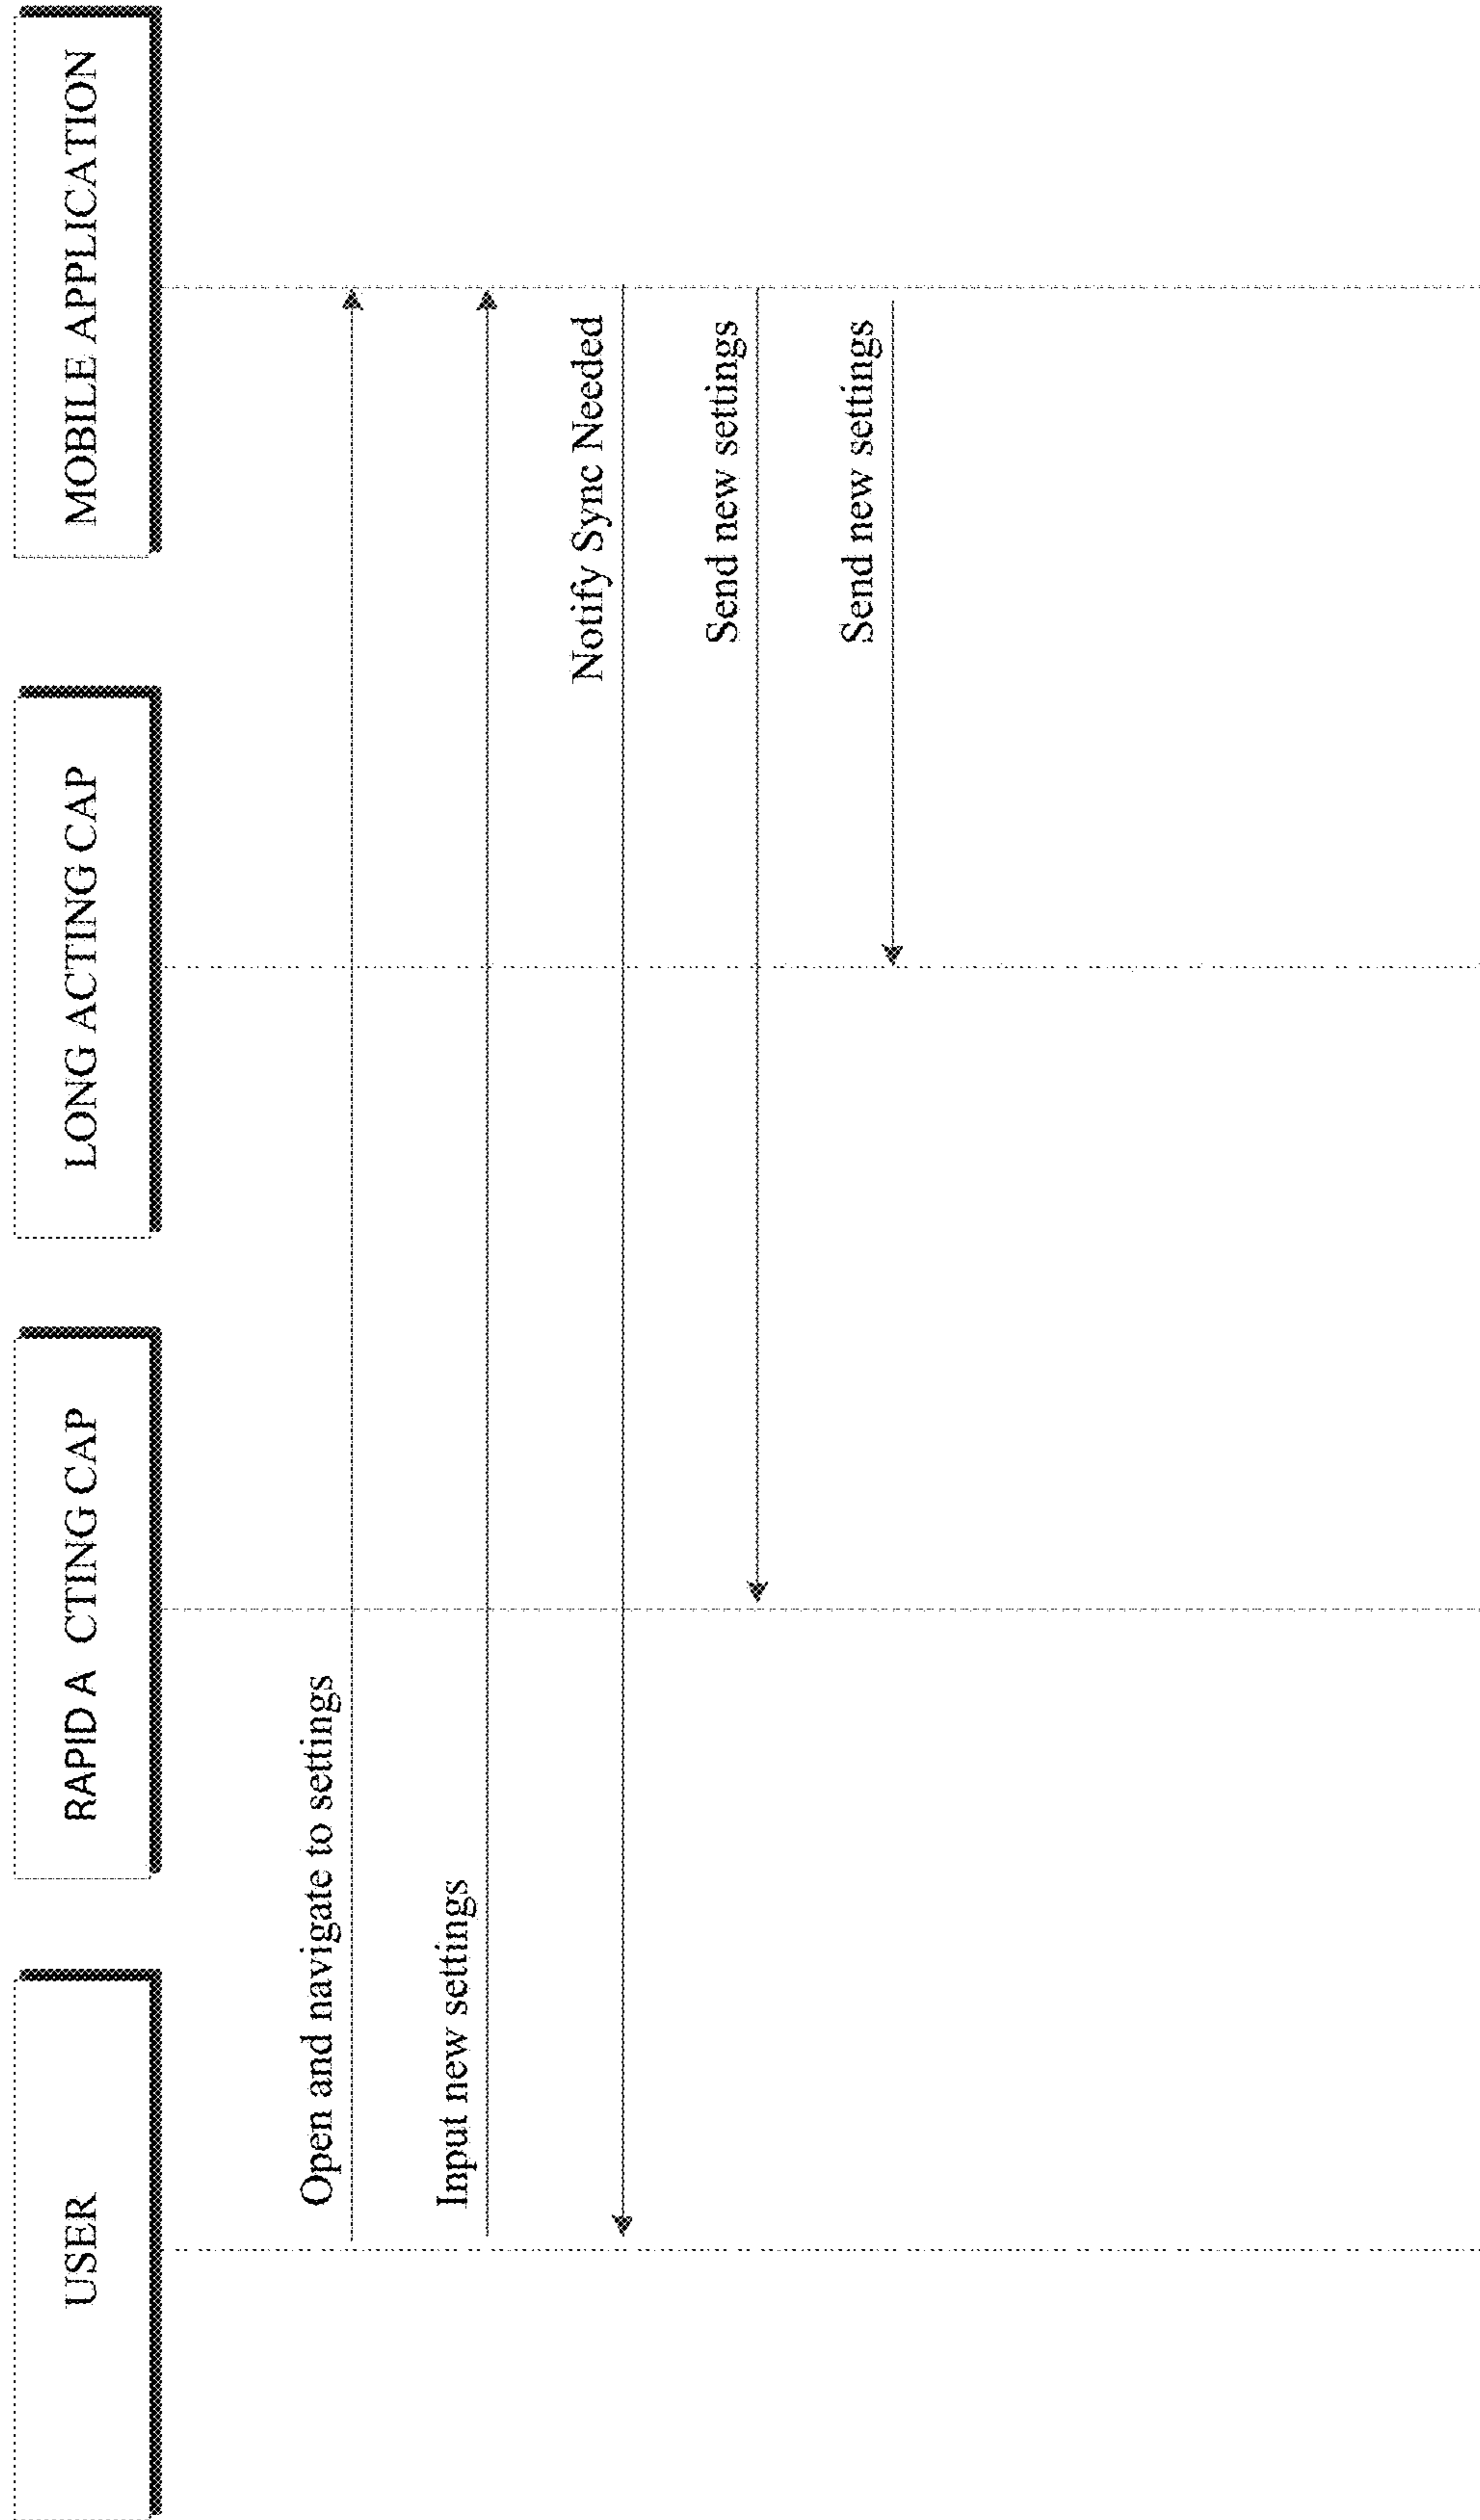 USER
RAPID A CTING CAP
LONG ACTING CAP
MOBILE APPLICATION
Open and navigate to settings
Input new settings
Notify Sync Needed
Send new settings
Send new settings